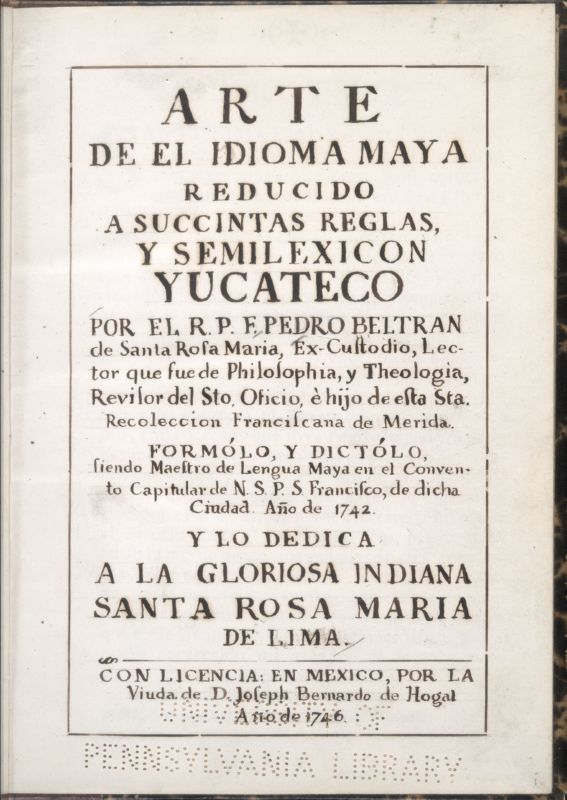 ARTE
DE EL IDIOMA MAYA
REDUCIDO
A SUCCINTAS REGLAS,
Y SEMILEXICON
YUCATECO
POR EL R. P. F. PEDRO BELTRAN
de Santa Roſa Maria, Ex-Cuſtodio, Lec-
tor que fue de Philoſophia, y Theologia,
Reviſor del Sto. Oficio, è hijo de eſta Sta.
Recoleccion Franciſcana de Merida.
FORMÓLO, Y DICTÓLO,
ſiendo Maeſtro de Lengua Maya en el Conven-
to Capitular de N. S. P. S. Franciſco, de dicha
Ciudad. Año de 1742.
Y LO DEDICA
A LA GLORIOSA INDIANA
SANTA ROSA MARIA
DE LIMA.
CON LICENCIA: EN MEXICO, POR LA
Viuda. de. D. Joſeph Bernardo de Hogal
Año de 1746.
UNIVERSITY OF
PENNSYLVANIA LIBRARY